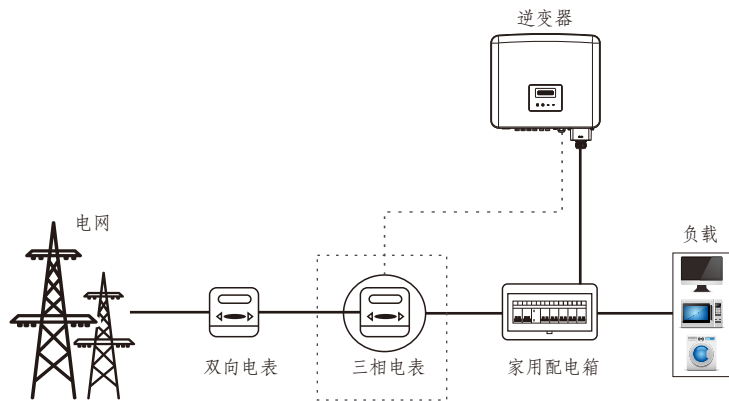 逆变器
电网
负载
双向电表
三相电表
家用配电箱